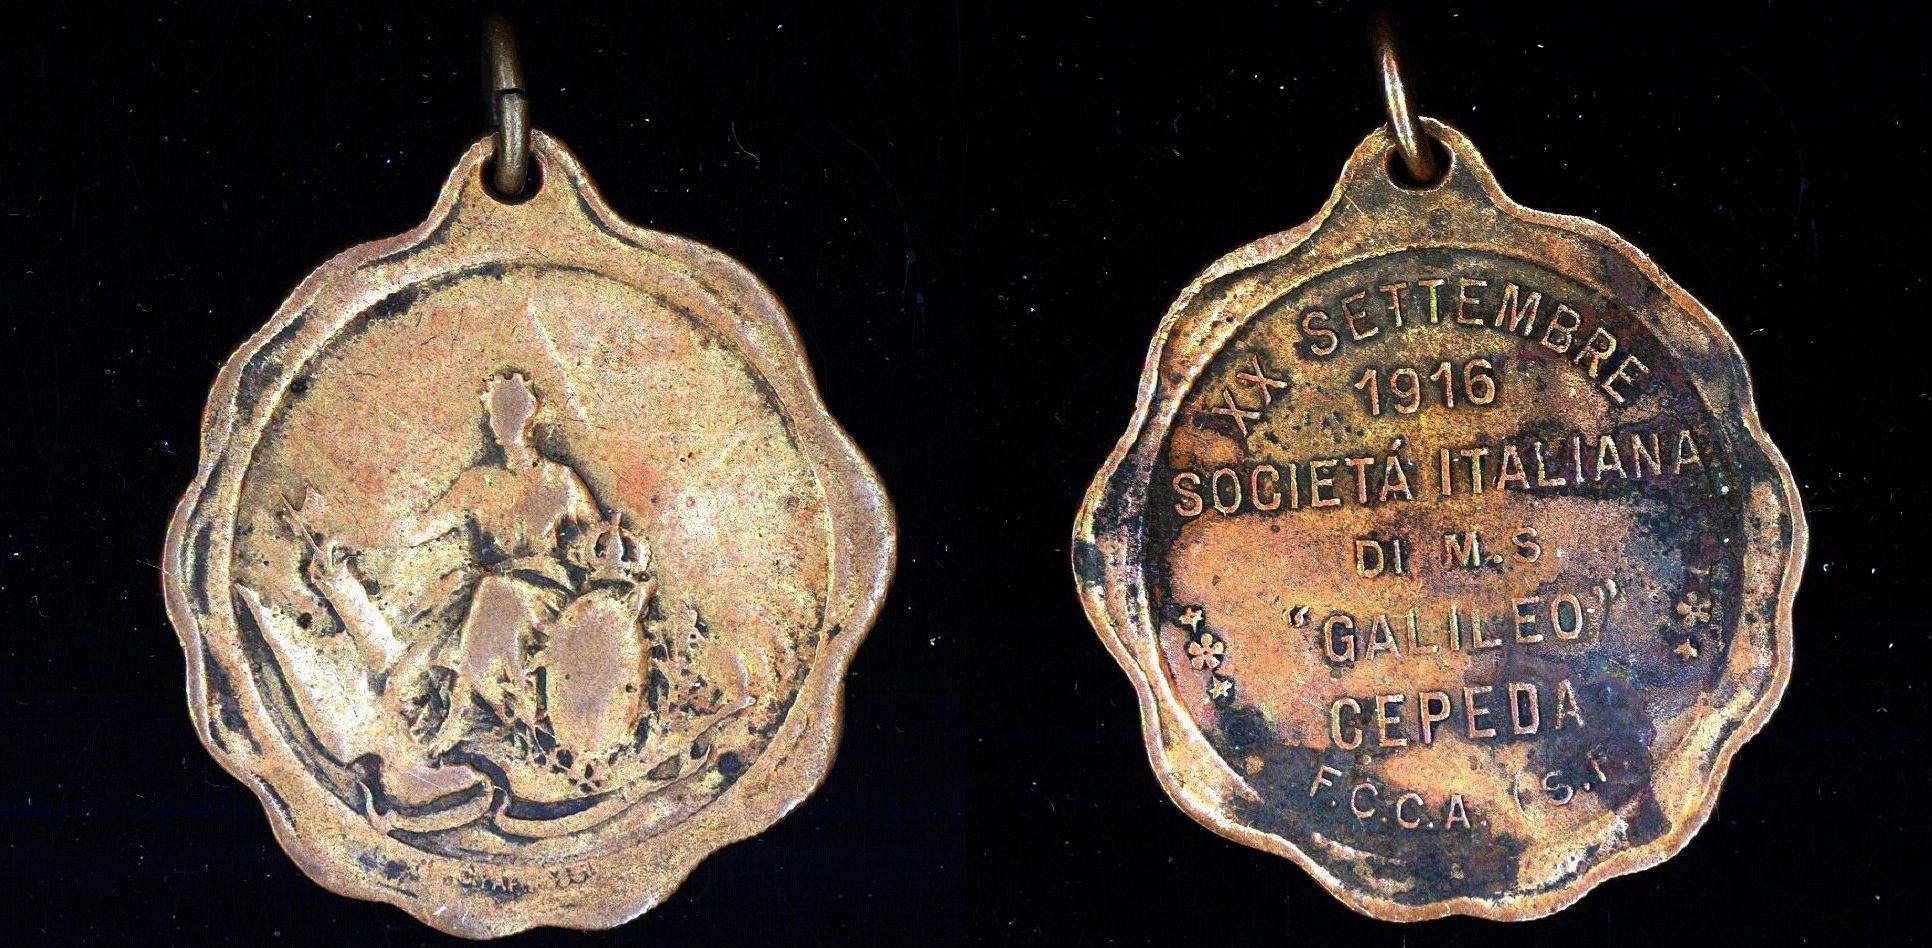 XX SETTEMBRE
1916
SOCIETÁ ITALIANA
DI M.S.
"GALILEO"
CEPEDA
F.C.C.A. (S.F.